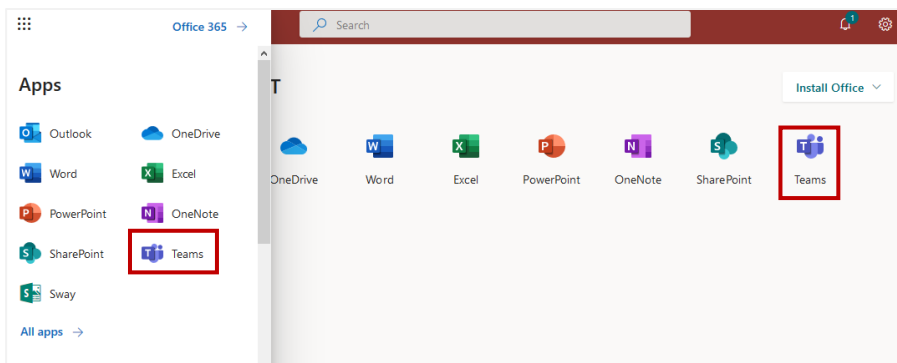 Office 365 →
Search
1
Apps
T
Install Office
Outlook
OneDrive
Word
Excel
PowerPoint
OneNote
SharePoint
Teams
Sway
All apps →
OneDrive
Word
Excel
PowerPoint
OneNote
SharePoint
Teams